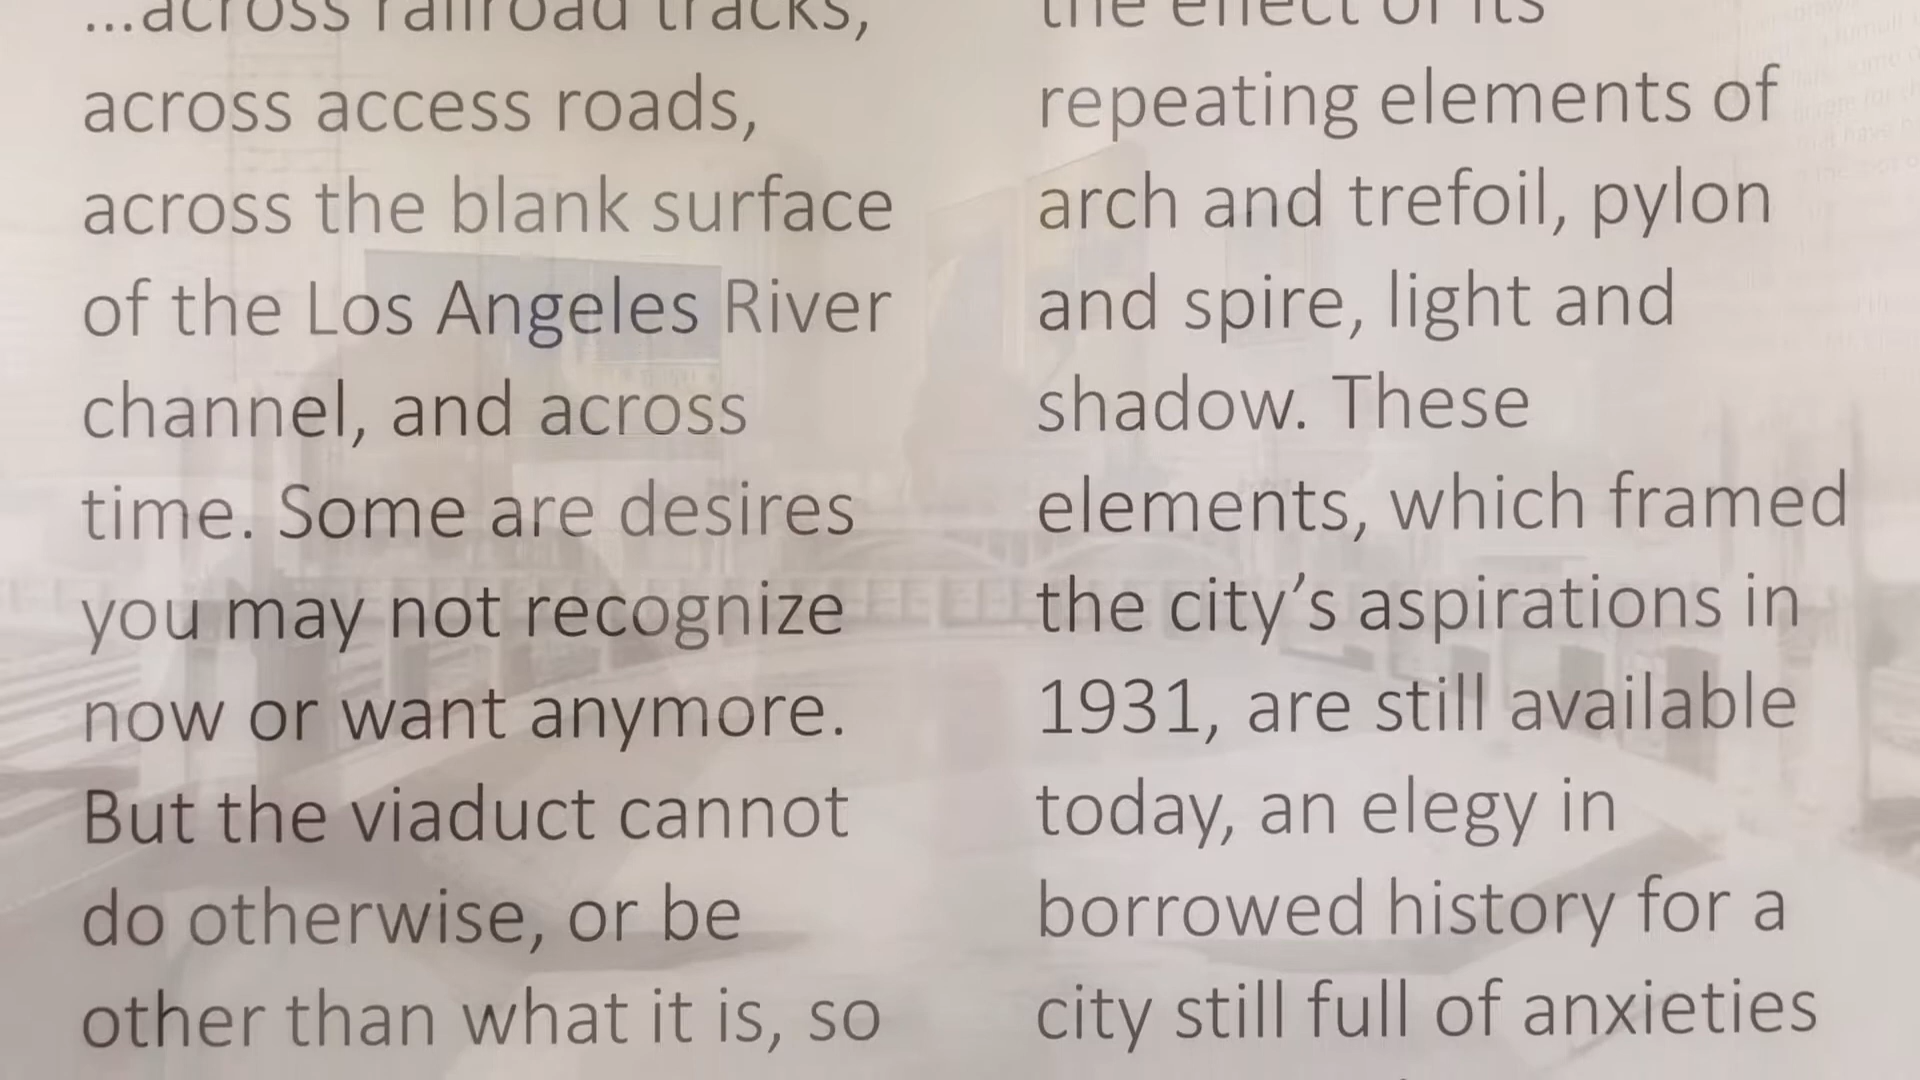 ...across railroad tracks,
across access roads,
across the blank surface
of the Los Angeles River
channel, and across
time. Some are desires
you may not recognize
now or want anymore.
But the viaduct cannot
do otherwise, or be
other than what it is, so
the effect of its
repeating elements of
arch and trefoil, pylon
and spire, light and
shadow. These
elements, which framed
the city’s aspirations in
1931, are still available
today, an elegy in
borrowed history for a
city still full of anxieties